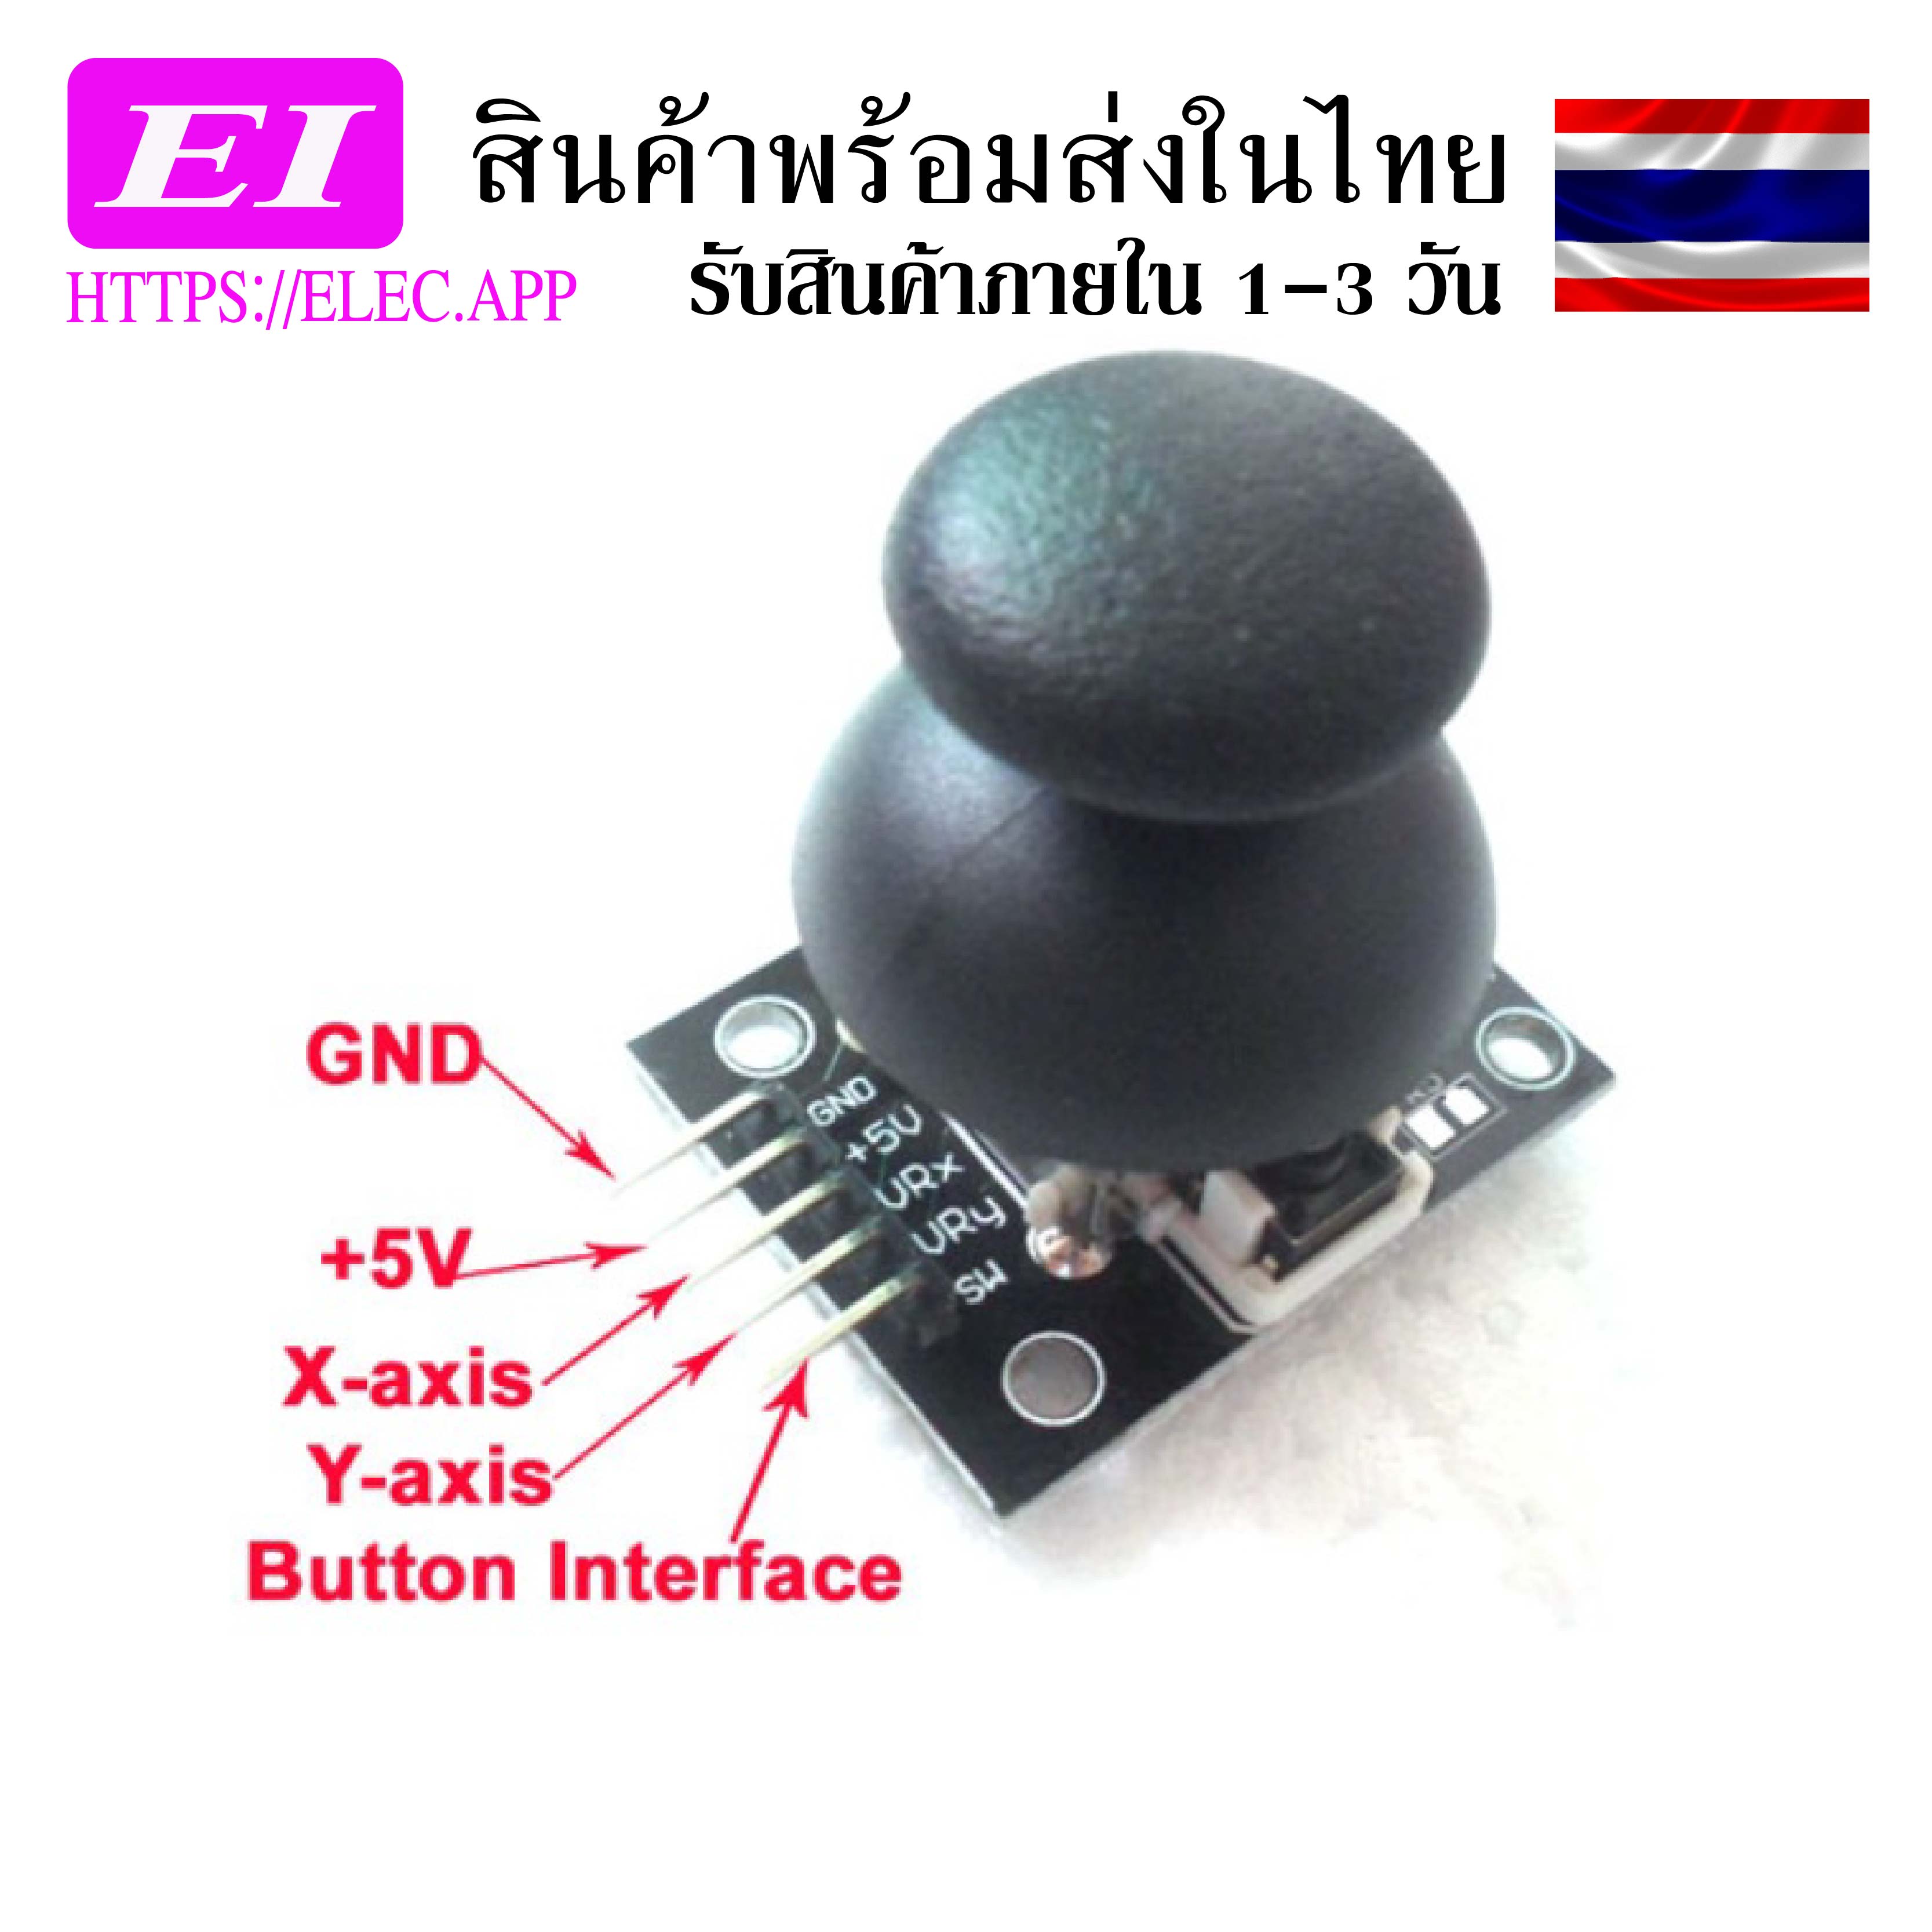 EI
สินค้าพร้อมส่งในไทย
HTTPS://ELEC.APP
รับสินค้าภายใน 1-3 วัน
GND
+5V
X-axis
Y-axis
Button Interface
GND
+5V
VRx
VRy
SW